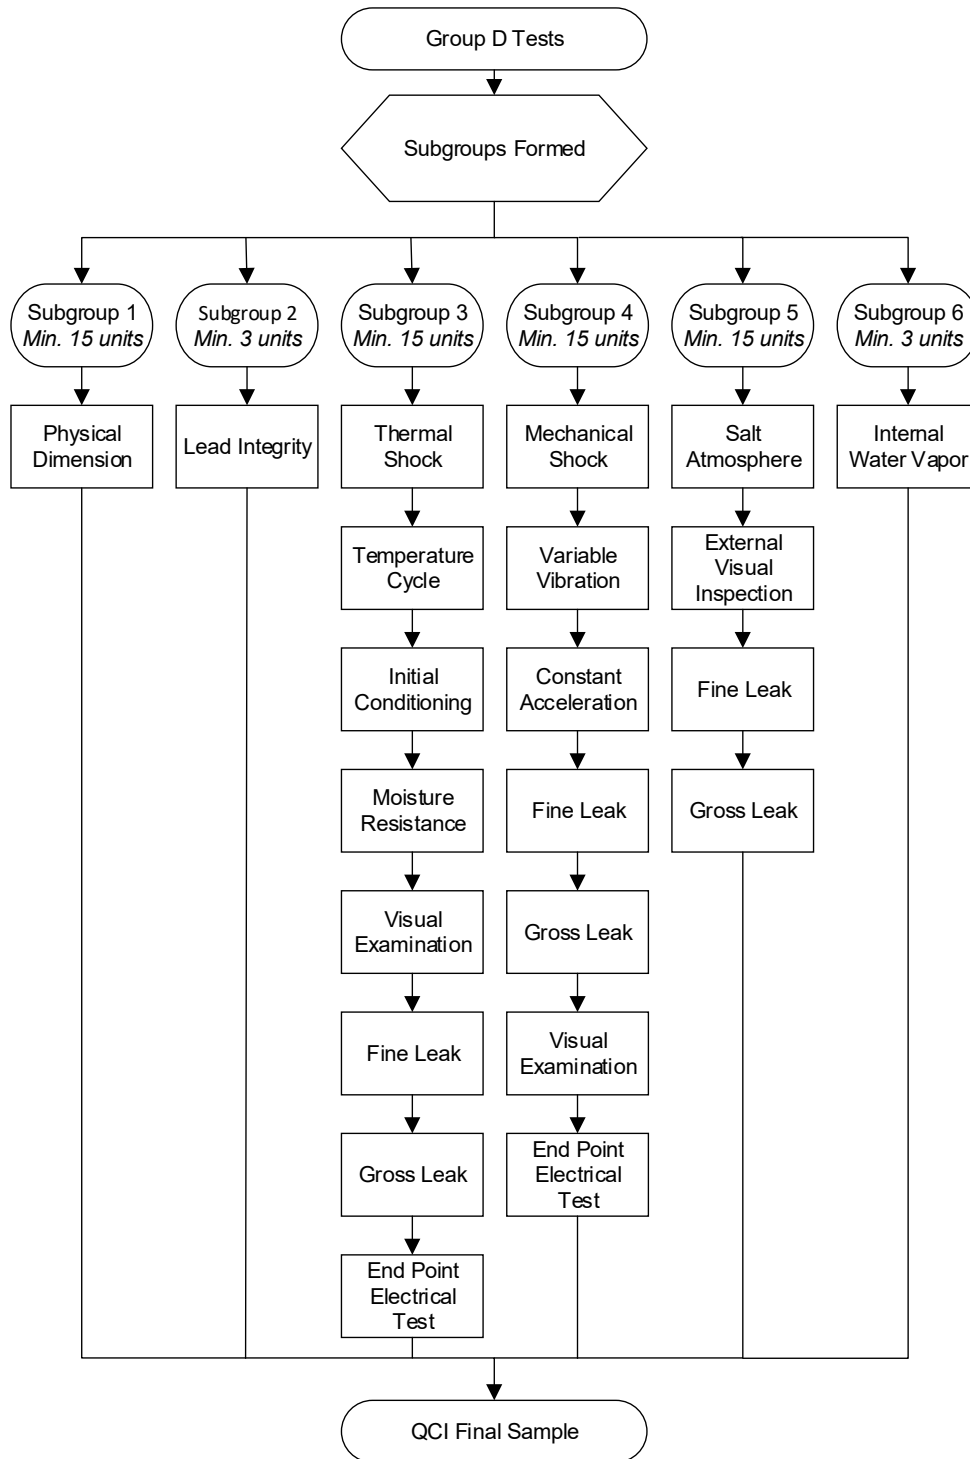 Group D Tests
Subgroups Formed
Subgroup 1
Min. 15 units
Subgroup 2
Min. 3 units
Subgroup 3
Min. 15 units
Subgroup 4
Min. 15 units
Subgroup 5
Min. 15 units
Subgroup 6
Min. 3 units
Physical
Dimension
Lead Integrity
Thermal
Shock
Mechanical
Shock
Salt
Atmosphere
Internal
Water Vapor
Temperature
Cycle
Variable
Vibration
External
Visual
Inspection
Initial
Conditioning
Constant
Acceleration
Fine Leak
Moisture
Resistance
Fine Leak
Gross Leak
Visual
Examination
Gross Leak
Fine Leak
Visual
Examination
Gross Leak
End Point
Electrical
Test
End Point
Electrical
Test
QCI Final Sample